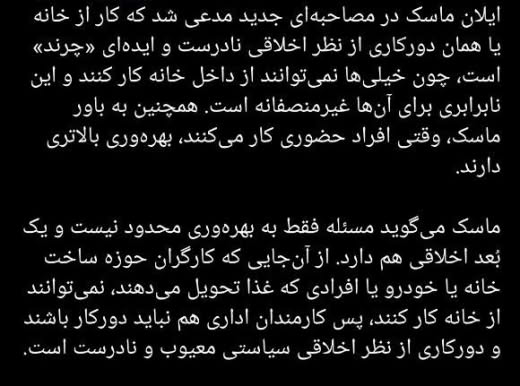 ایلان ماسک در مصاحبه‌ای جدید مدعی شد که کار از خانه
یا همان دورکاری از نظر اخلاقی نادرست و ایده‌ای «چرند»
است، چون خیلی‌ها نمی‌توانند از داخل خانه کار کنند و این
نابرابری برای آن‌ها غیرمنصفانه است. همچنین به باور
ماسک، وقتی افراد حضوری کار می‌کنند، بهره‌وری بالاتری
دارند.
ماسک می‌گوید مسئله فقط به بهره‌وری محدود نیست و یک
بُعد اخلاقی هم دارد. از آن‌جایی که کارگران حوزه ساخت
خانه یا خودرو یا افرادی که غذا تحویل می‌دهند، نمی‌توانند
از خانه کار کنند، پس کارمندان اداری هم نباید دورکار باشند
و دورکاری از نظر اخلاقی سیاستی معیوب و نادرست است.